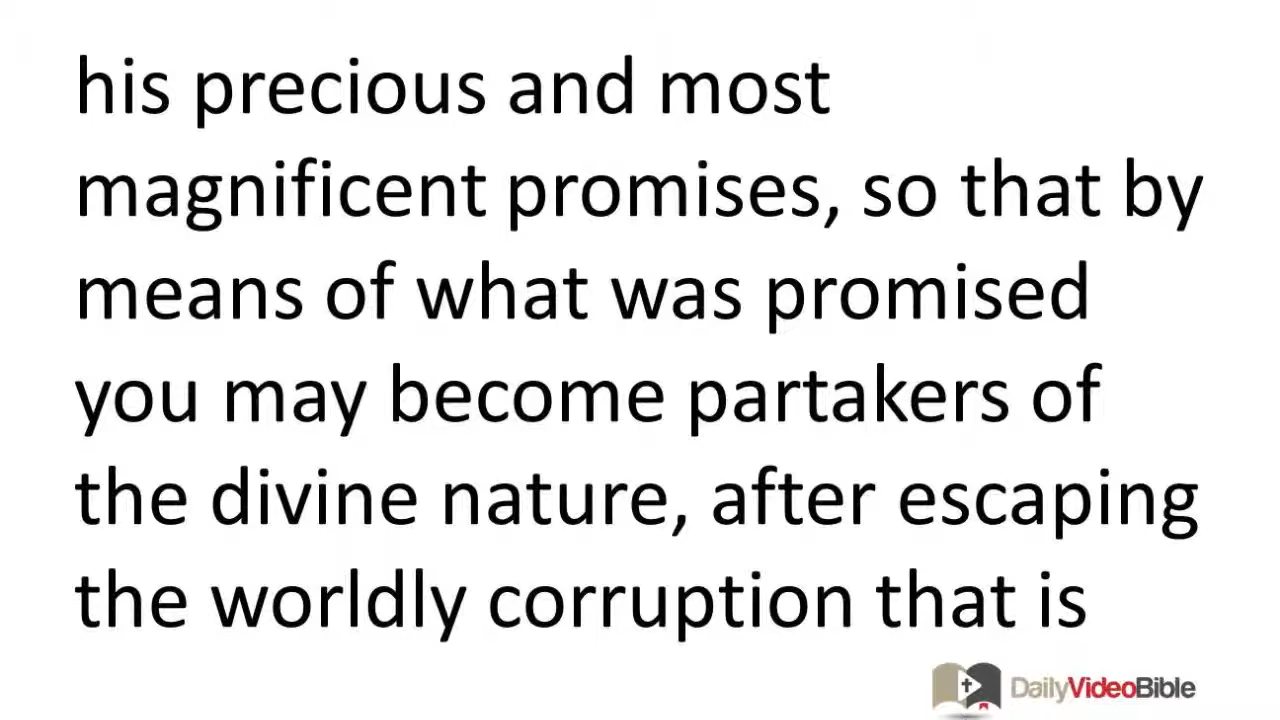 his precious and most
magnificent promises, so that by
means of what was promised
you may become partakers of
the divine nature, after escaping
the worldly corruption that is
DailyVideoBible